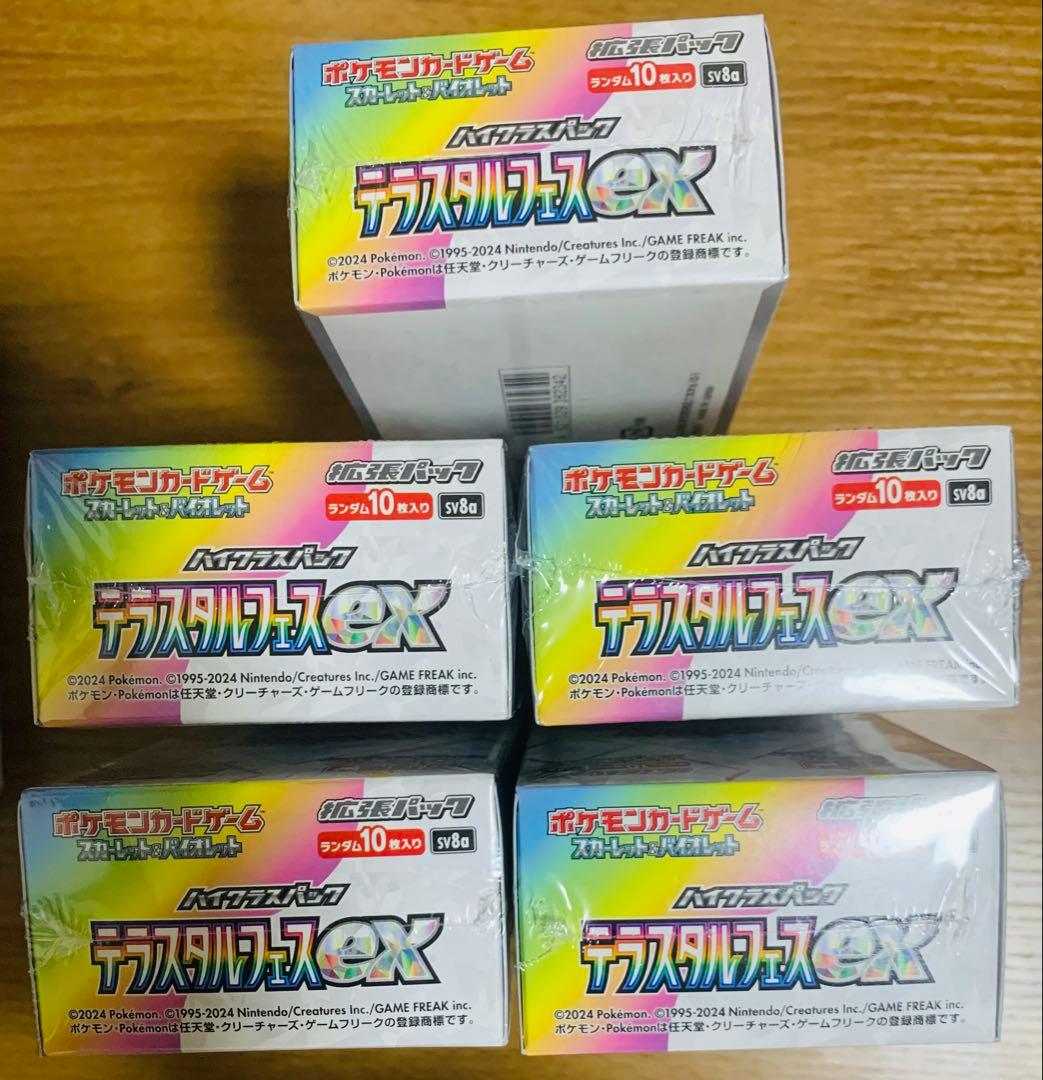 ポケモンカードゲーム
スカーレット&バイオレット
拡張パック
ランダム10枚入り SV8a
ハイクラスパック
テラスタルフェスex
©2024 Pokémon. ©1995-2024 Nintendo/Creatures Inc./GAME FREAK inc.
ポケモン・Pokémonは任天堂・クリーチャーズ・ゲームフリークの登録商標です。
ポケモンカードゲーム
スカーレット&バイオレット
拡張パック
ランダム10枚入り SV8a
ハイクラスパック
テラスタルフェスex
©2024 Pokémon. ©1995-2024 Nintendo/Creatures Inc./GAME FREAK inc.
ポケモン・Pokémonは任天堂・クリーチャーズ・ゲームフリークの登録商標です。
ポケモンカードゲーム
スカーレット&バイオレット
拡張パック
ランダム10枚入り SV8a
ハイクラスパック
テラスタルフェスex
©2024 Pokémon. ©1995-2024 Nintendo/ FREAK
ポケモン・Pokémonは任天堂・クリーチャーズ・ゲームフリークの登録商標です。
ポケモンカードゲーム
スカーレット&バイオレット
拡張パック
ランダム10枚入り SV8a
ハイクラスパック
テラスタルフェスex
©2024 Pokémon. ©1995-2024 Nintendo/Creatures Inc./GAME FREAK inc.
ポケモン・Pokémonは任天堂・クリーチャーズ・ゲームフリークの登録商標です。
ポケモンカードゲーム
スカーレット&バイオレット
拡張パック
ハイクラスパック
テラスタルフェスex
©2024 Pokémon. ©1995-2024 Nintendo/Creatures Inc./GAME FREAK inc.
ポケモン・Pokémonは任天堂・クリーチャーズ・ゲームフリークの登録商標です。